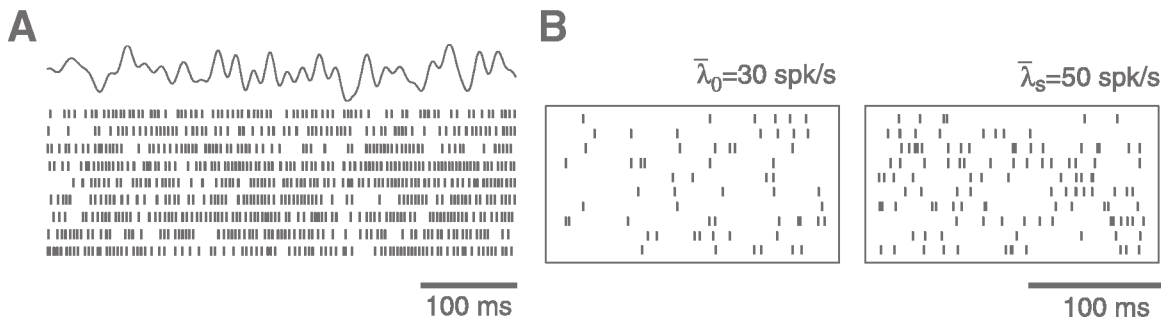 A
B
λ̅₀=30 spk/s
λ̅ₛ=50 spk/s
100 ms
100 ms